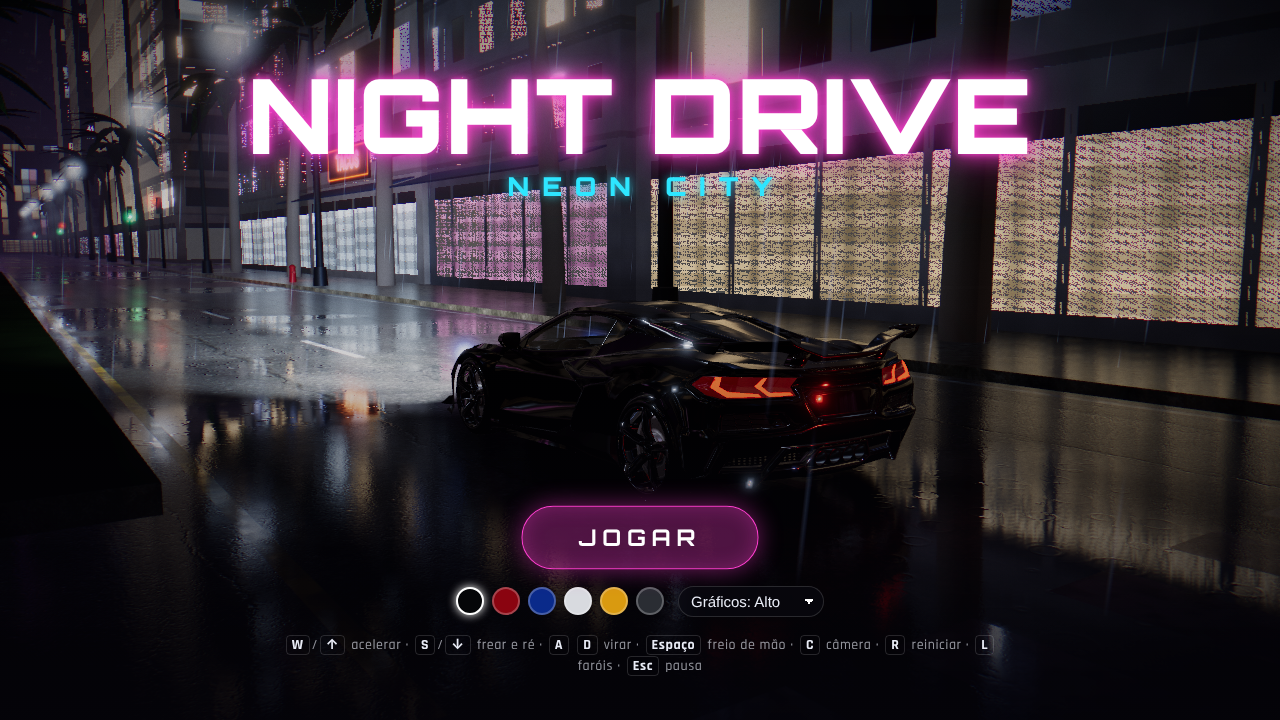 NIGHT DRIVE
NEON CITY
JOGAR
Gráficos: Alto
W / ↑ acelerar · S / ↓ frear e ré · A D virar · Espaço freio de mão · C câmera · R reiniciar · L
faróis · Esc pausa